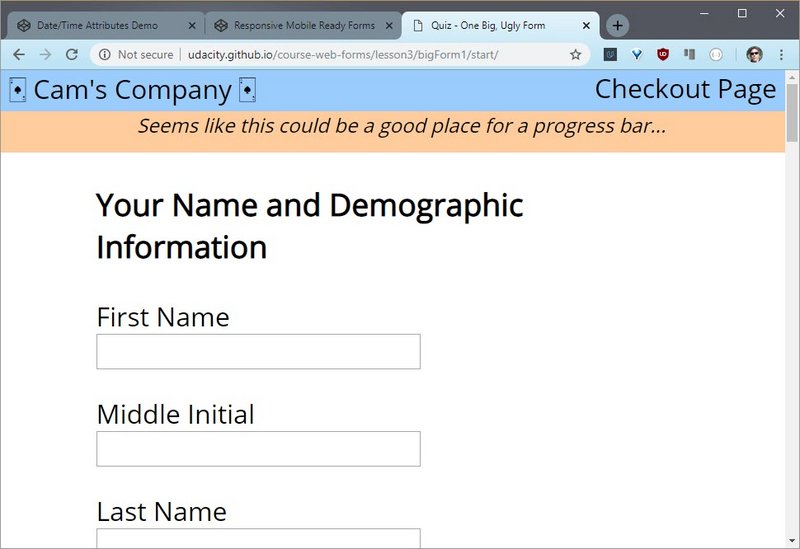 Date/Time Attributes Demo
Responsive Mobile Ready Forms
Quiz - One Big, Ugly Form
Not secure | udacity.github.io/course-web-forms/lesson3/bigForm1/start/
Cam's Company
Checkout Page
Seems like this could be a good place for a progress bar...
Your Name and Demographic
Information
First Name
Middle Initial
Last Name